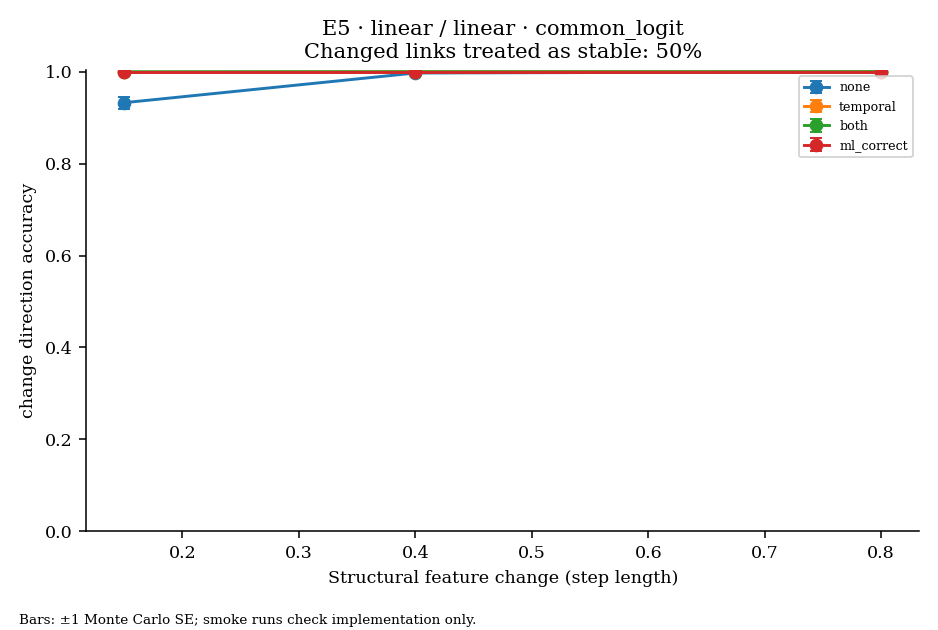 E5 · linear / linear · common_logit
Changed links treated as stable: 50%
change direction accuracy
1.0
0.8
0.6
0.4
0.2
0.0
none
temporal
both
ml_correct
0.2 0.3 0.4 0.5 0.6 0.7 0.8
Structural feature change (step length)
Bars: ±1 Monte Carlo SE; smoke runs check implementation only.